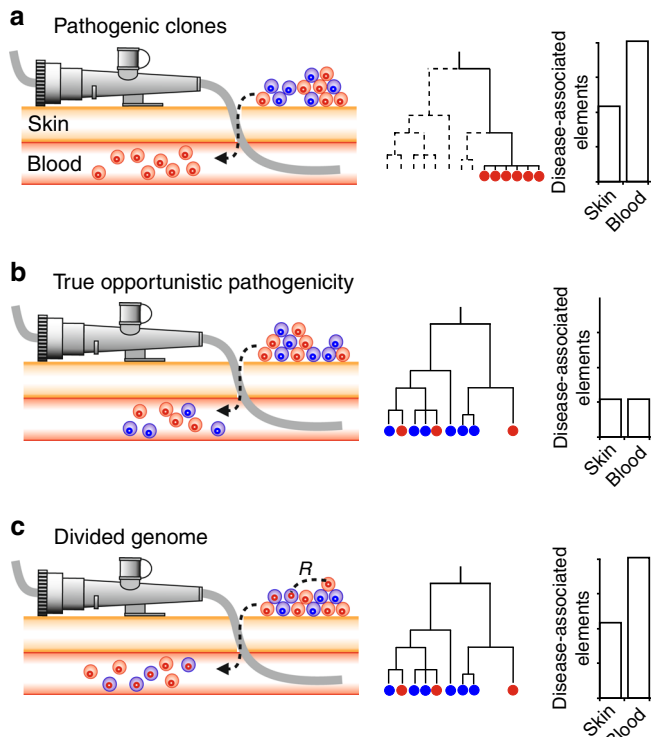 a
Pathogenic clones
Skin
Blood
Disease-associated
elements
Skin
Blood
b
True opportunistic pathogenicity
Disease-associated
elements
Skin
Blood
c
Divided genome
R
Disease-associated
elements
Skin
Blood